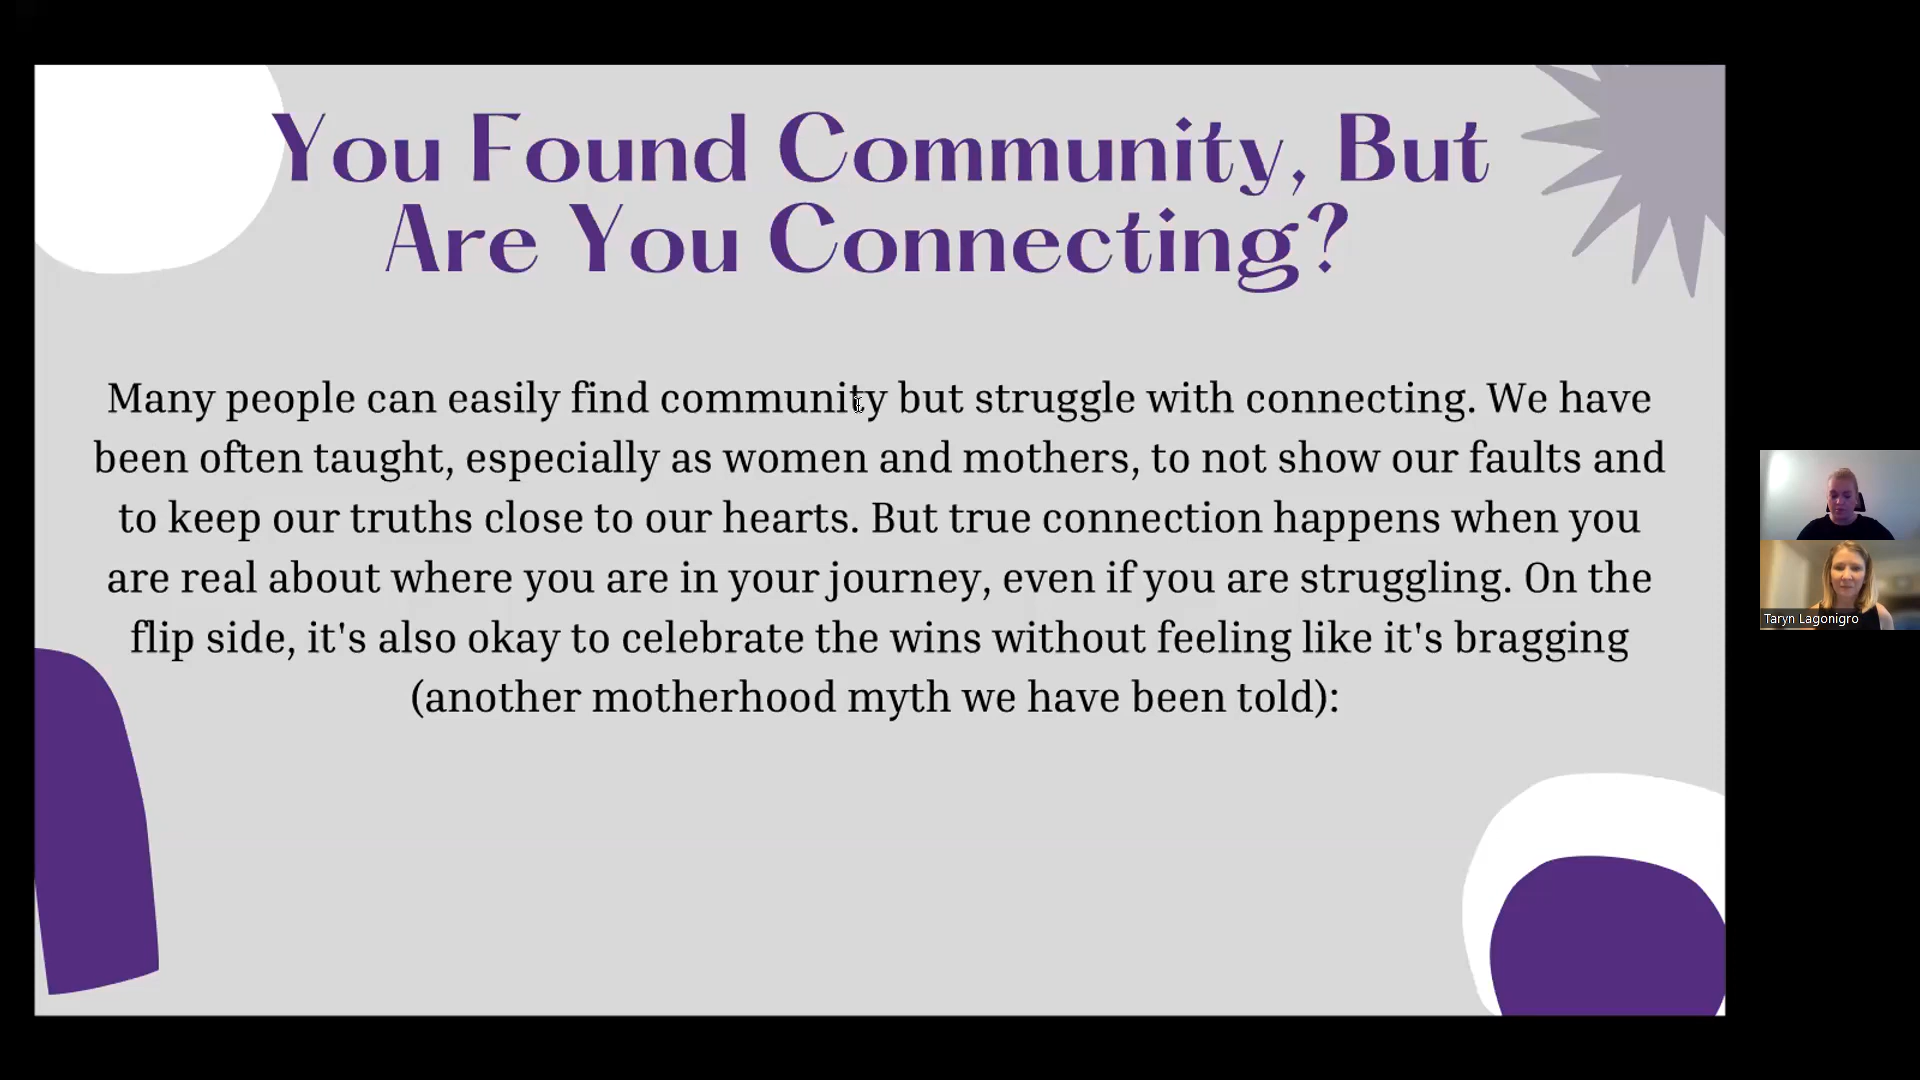 You Found Community, But
Are You Connecting?
Many people can easily find community but struggle with connecting. We have
been often taught, especially as women and mothers, to not show our faults and
to keep our truths close to our hearts. But true connection happens when you
are real about where you are in your journey, even if you are struggling. On the
flip side, it's also okay to celebrate the wins without feeling like it's bragging
(another motherhood myth we have been told):
Taryn Lagonigro